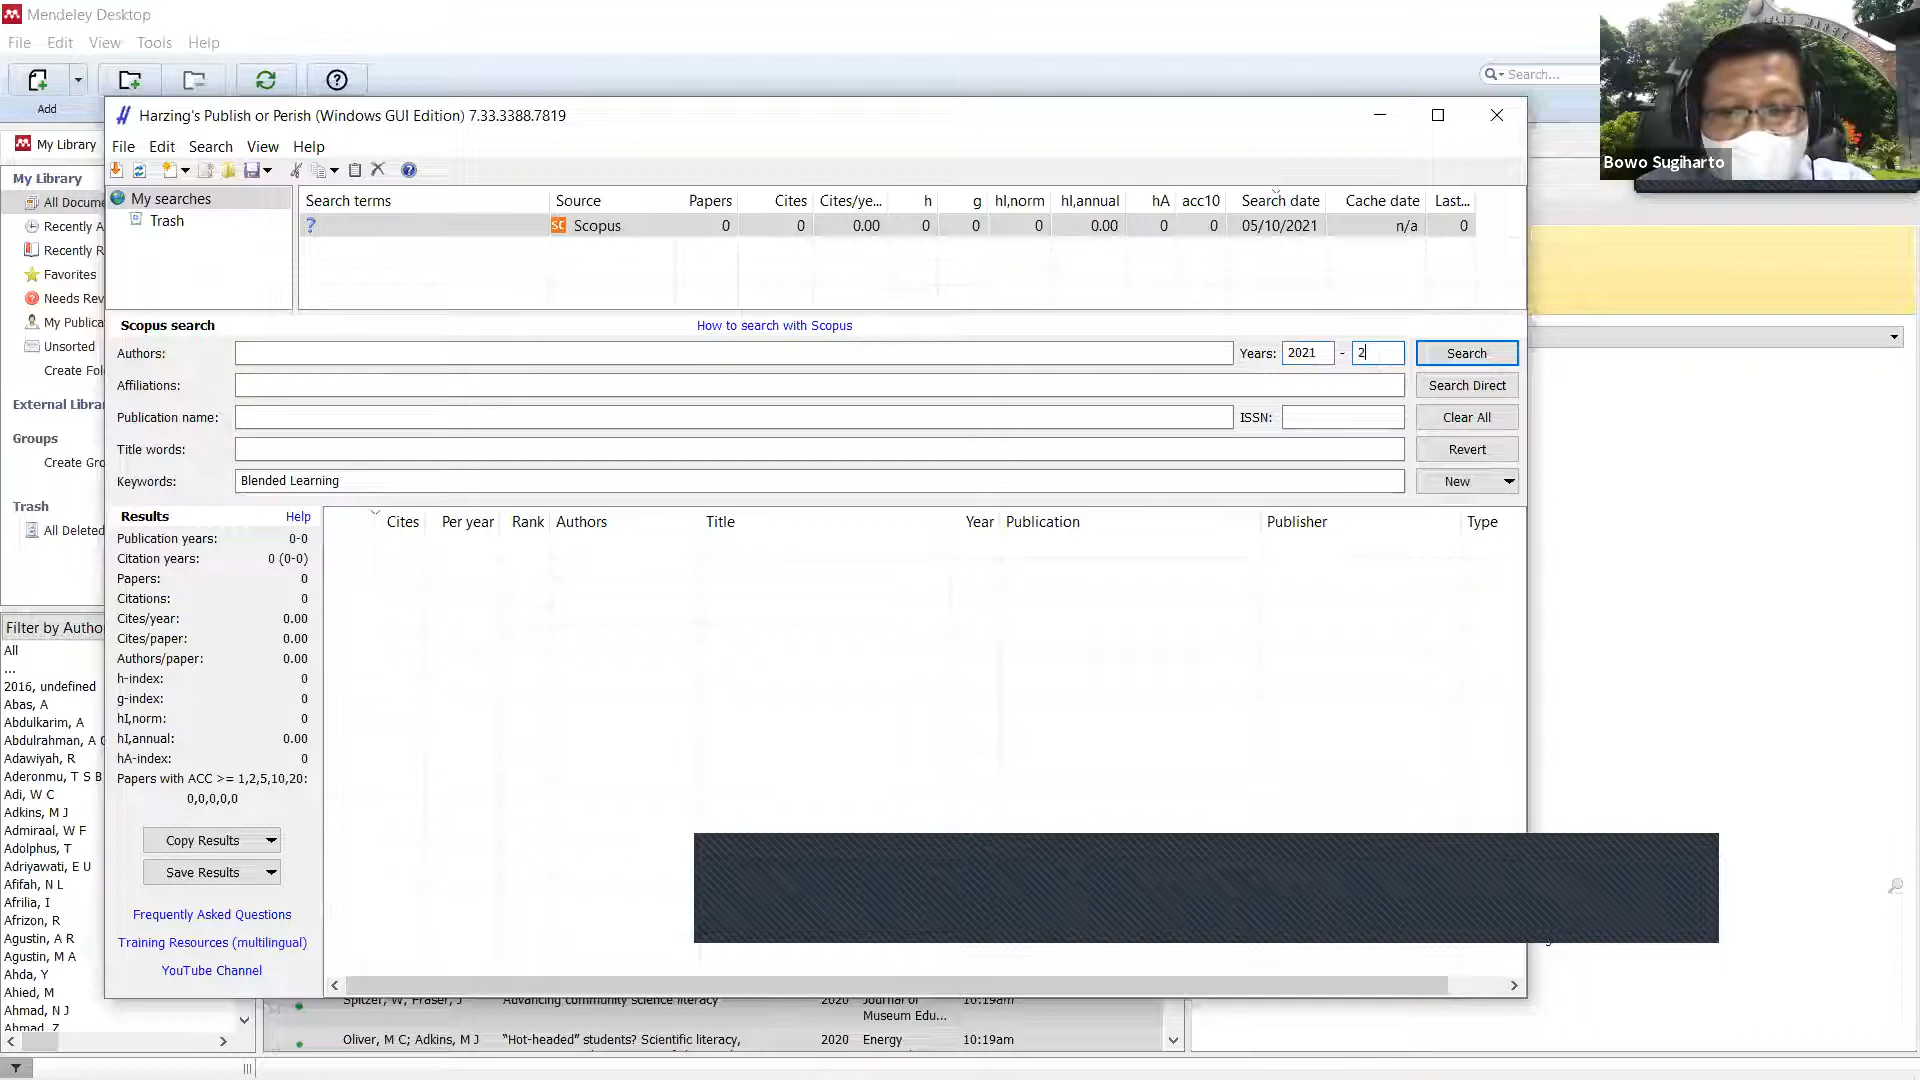 Mendeley Desktop
File Edit View Tools Help
Search...
Add
My Library
My Library
All Docume
Recently A
Recently R
Favorites
Needs Rev
My Publica
Unsorted
Create Fol
External Librar
Groups
Create Gro
Trash
All Deleted
Filter by Autho
All
...
2016, undefined
Abas, A
Abdulkarim, A
Abdulrahman, A G
Adawiyah, R
Aderonmu, T S B
Adi, W C
Adkins, M J
Admiraal, W F
Adolphus, T
Adriyawati, E U
Afifah, N L
Afrilia, I
Afrizon, R
Agustin, A R
Agustin, M A
Ahda, Y
Ahied, M
Ahmad, N J
Ahmad, Z
Harzing's Publish or Perish (Windows GUI Edition) 7.33.3388.7819
File Edit Search View Help
My searches
Trash
Search terms Source Papers Cites Cites/ye... h g hI,norm hI,annual hA acc10 Search date Cache date Last...
? SC Scopus 0 0 0.00 0 0 0 0.00 0 0 05/10/2021 n/a 0
Scopus search How to search with Scopus
Authors: Years: 2021 - 2 Search
Affiliations: Search Direct
Publication name: ISSN: Clear All
Title words: Revert
Keywords: Blended Learning New
Results Help
Publication years: 0-0
Citation years: 0 (0-0)
Papers: 0
Citations: 0
Cites/year: 0.00
Cites/paper: 0.00
Authors/paper: 0.00
h-index: 0
g-index: 0
hI,norm: 0
hI,annual: 0.00
hA-index: 0
Papers with ACC >= 1,2,5,10,20:
0,0,0,0,0
Copy Results
Save Results
Frequently Asked Questions
Training Resources (multilingual)
YouTube Channel
Cites Per year Rank Authors Title Year Publication Publisher Type
Spitzer, W; Fraser, J Advancing community science literacy 2020 Journal of Museum Edu... 10:19am
Oliver, M C; Adkins, M J “Hot-headed” students? Scientific literacy, 2020 Energy 10:19am
Bowo Sugiharto